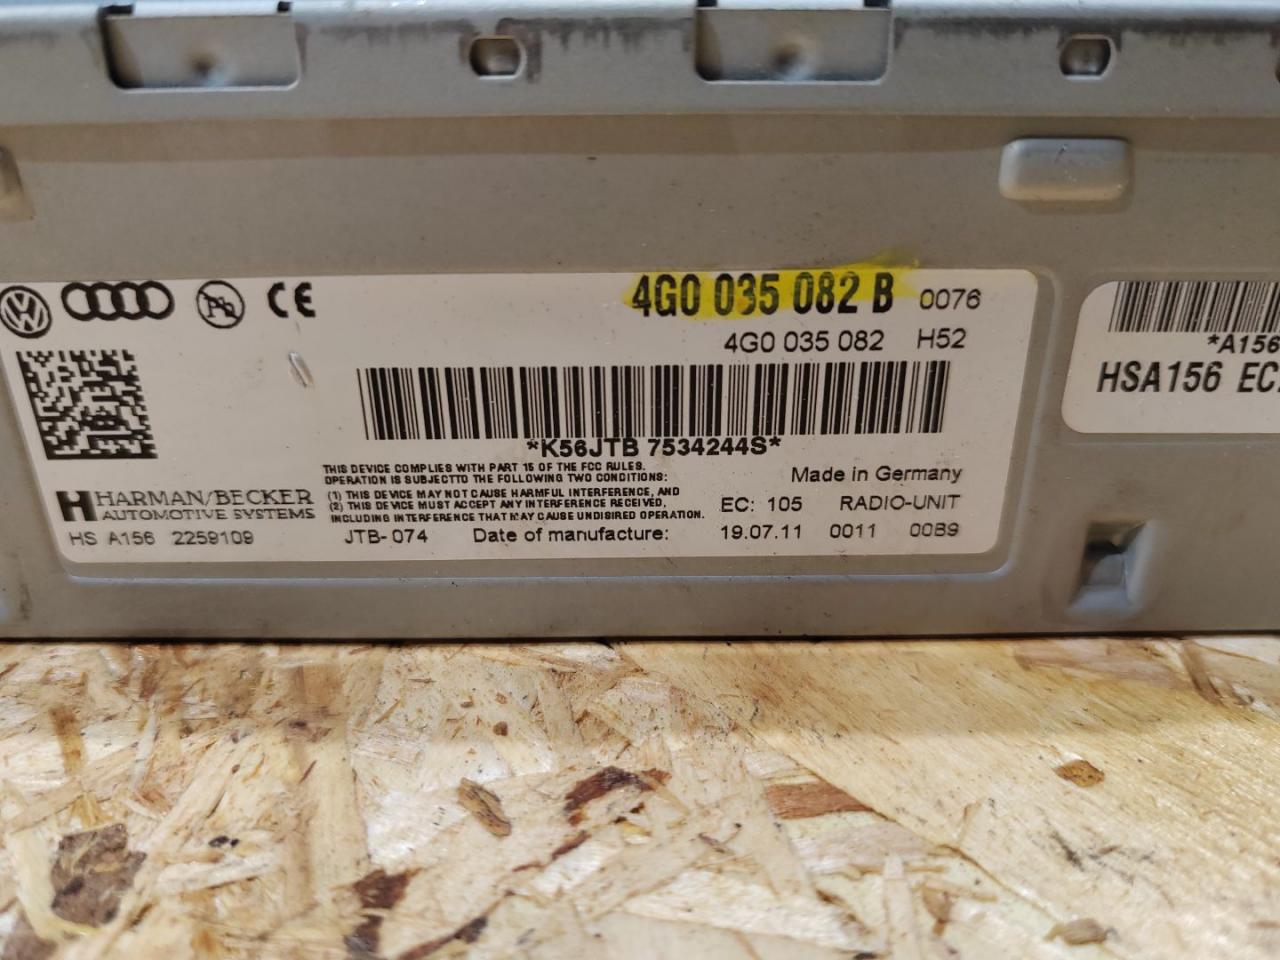 4G0 035 082 B 0076
4G0 035 082 H52
*K56JTB 7534244S*
THIS DEVICE COMPLIES WITH PART 15 OF THE FCC RULES.
OPERATION IS SUBJECTTO THE FOLLOWING TWO CONDITIONS:
(1) THIS DEVICE MAY NOT CAUSE HARMFUL INTERFERENCE, AND
(2) THIS DEVICE MUST ACCEPT ANY INTERFERENCE RECEIVED,
INCLUDING INTERFERENCE THAT MAY CAUSE UNDISIRED OPERATION.
Made in Germany
EC: 105 RADIO-UNIT
HARMAN/BECKER
AUTOMOTIVE SYSTEMS
HS A156 2259109 JTB-074 Date of manufacture: 19.07.11 0011 00B9
CE
*A156
HSA156 EC